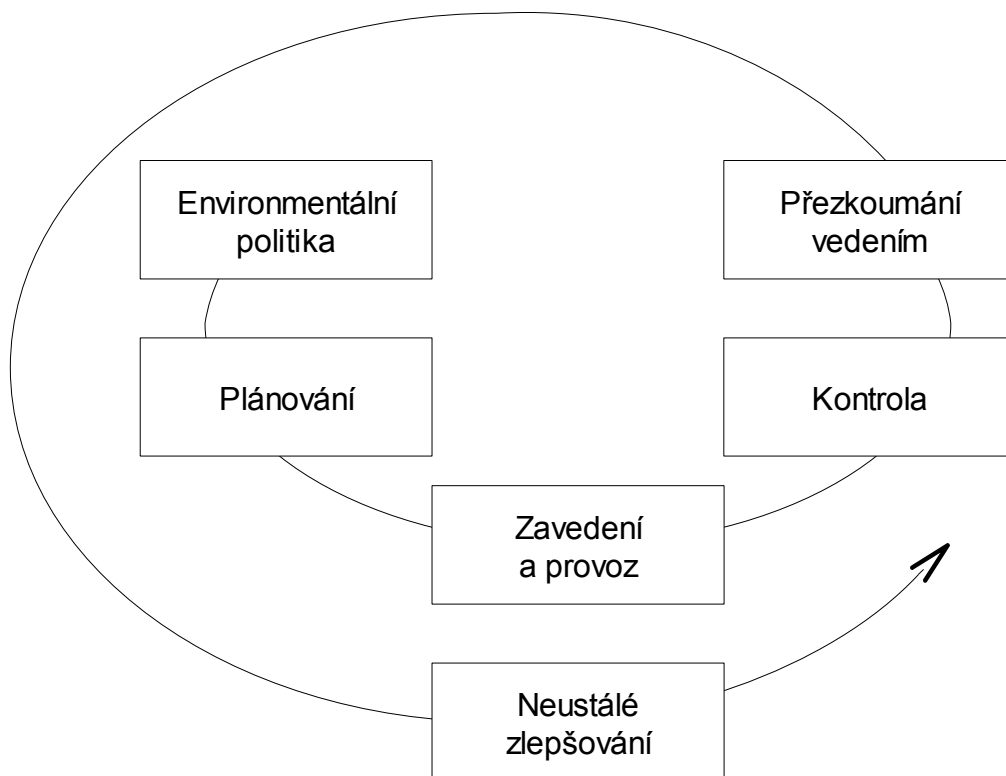 Environmentální
politika
Přezkoumání
vedením
Plánování
Kontrola
Zavedení
a provoz
Neustálé
zlepšování